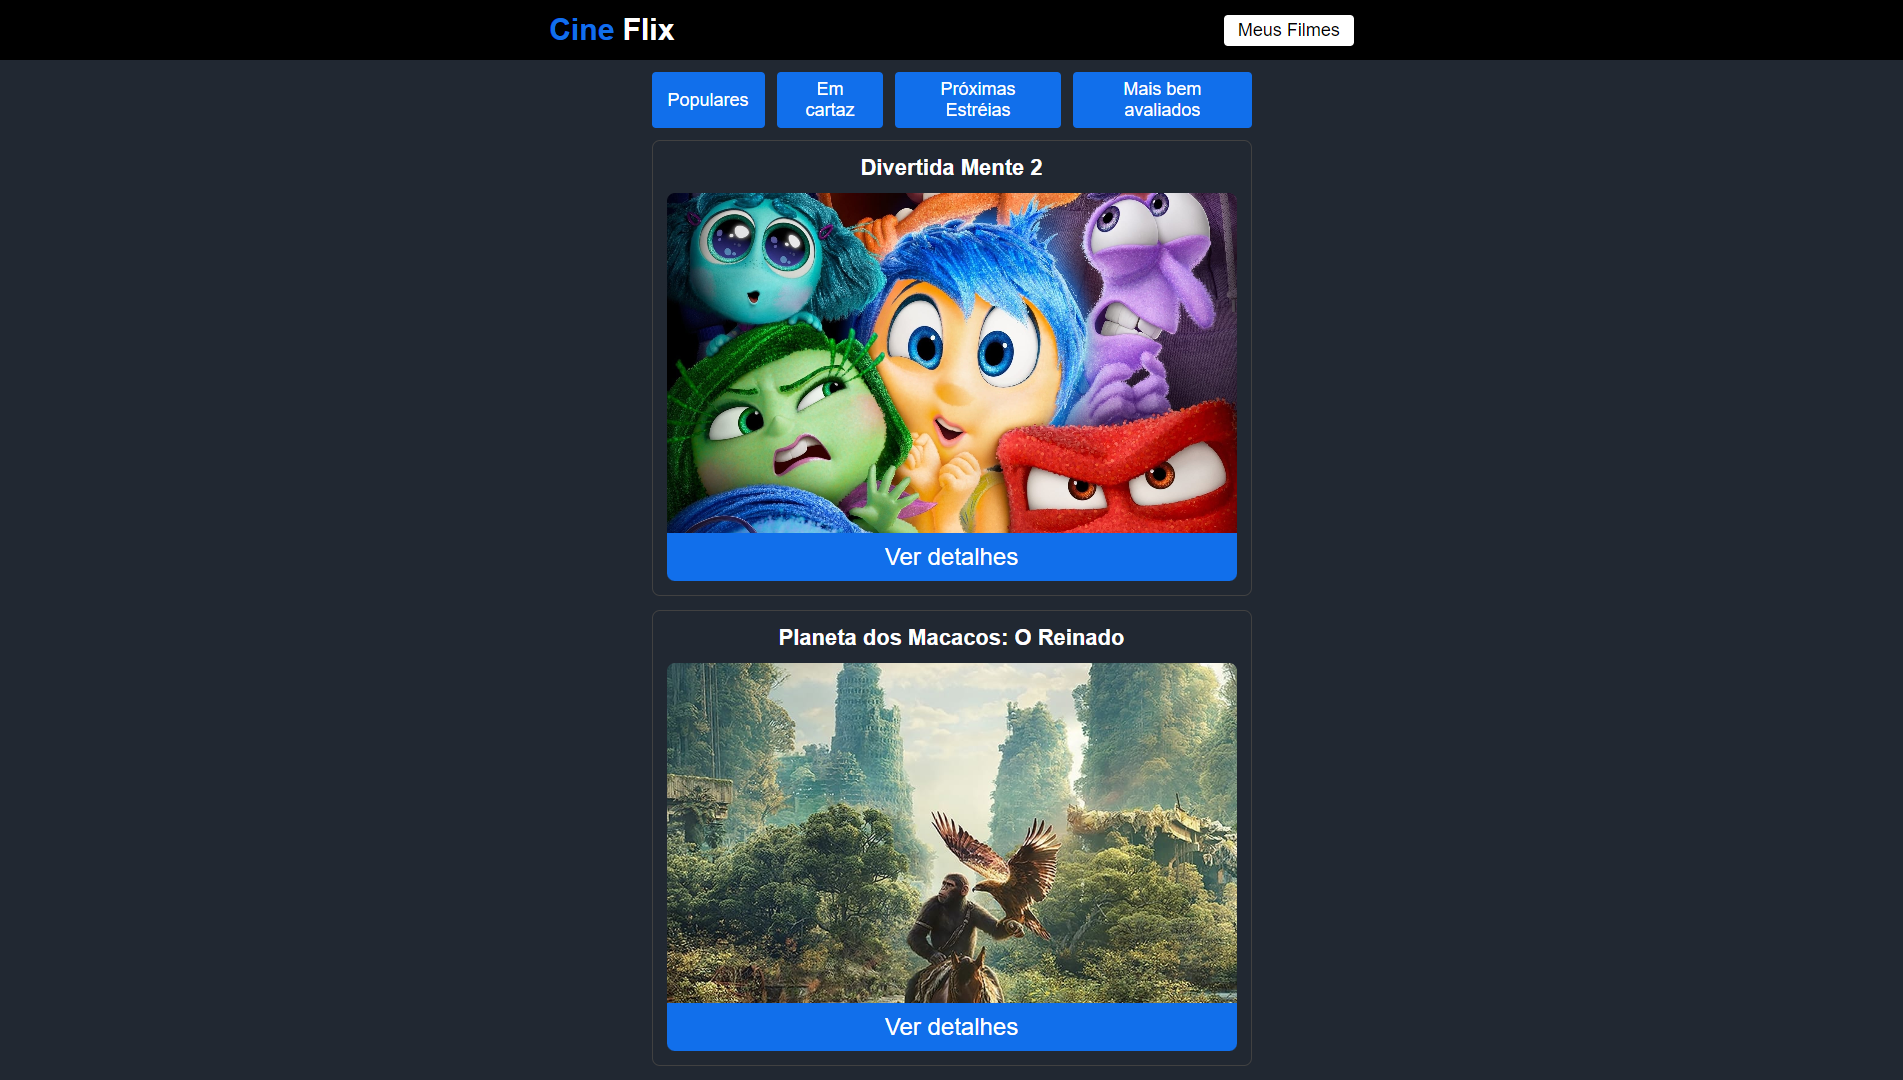 Cine Flix
Meus Filmes
Populares
Em
cartaz
Próximas
Estréias
Mais bem
avaliados
Divertida Mente 2
Ver detalhes
Planeta dos Macacos: O Reinado
Ver detalhes